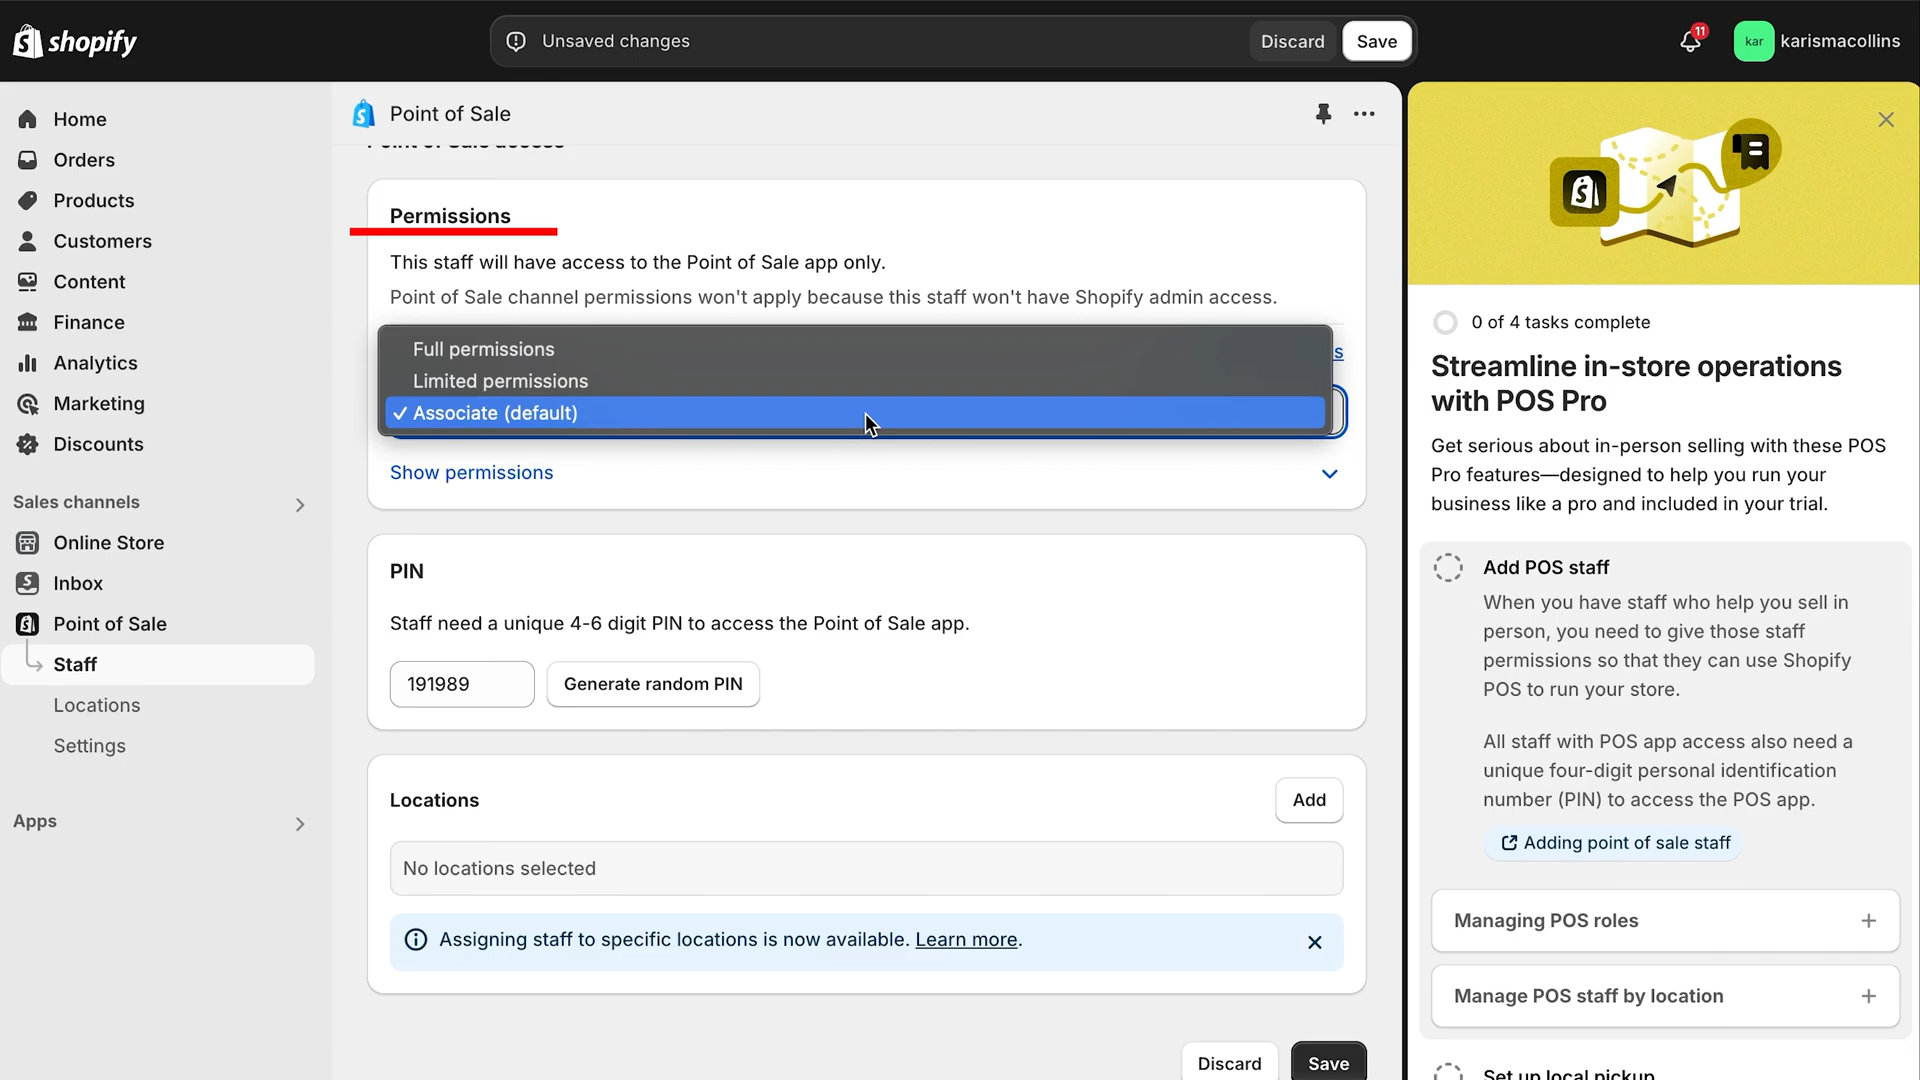 shopify
Unsaved changes
Discard
Save
11
kar
karismacollins
Home
Orders
Products
Customers
Content
Finance
Analytics
Marketing
Discounts
Sales channels
Online Store
Inbox
Point of Sale
Staff
Locations
Settings
Apps
Point of Sale
Point of Sale access
Permissions
This staff will have access to the Point of Sale app only.
Point of Sale channel permissions won't apply because this staff won't have Shopify admin access.
Full permissions
Limited permissions
✓ Associate (default)
Show permissions
PIN
Staff need a unique 4-6 digit PIN to access the Point of Sale app.
191989
Generate random PIN
Locations
Add
No locations selected
Assigning staff to specific locations is now available. Learn more.
Discard
Save
0 of 4 tasks complete
Streamline in-store operations
with POS Pro
Get serious about in-person selling with these POS
Pro features—designed to help you run your
business like a pro and included in your trial.
Add POS staff
When you have staff who help you sell in
person, you need to give those staff
permissions so that they can use Shopify
POS to run your store.
All staff with POS app access also need a
unique four-digit personal identification
number (PIN) to access the POS app.
Adding point of sale staff
Managing POS roles
Manage POS staff by location
Set up local pickup